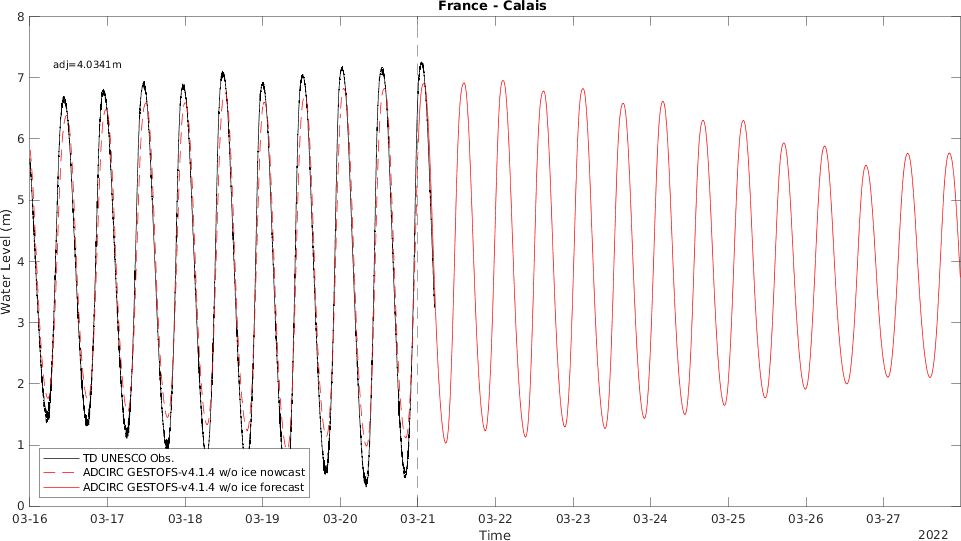 France - Calais
8
adj=4.0341m
7
6
5
4
3
2
1
0
Water Level (m)
TD UNESCO Obs.
ADCIRC GESTOFS-v4.1.4 w/o ice nowcast
ADCIRC GESTOFS-v4.1.4 w/o ice forecast
03-16 03-17 03-18 03-19 03-20 03-21 03-22 03-23 03-24 03-25 03-26 03-27
Time
2022